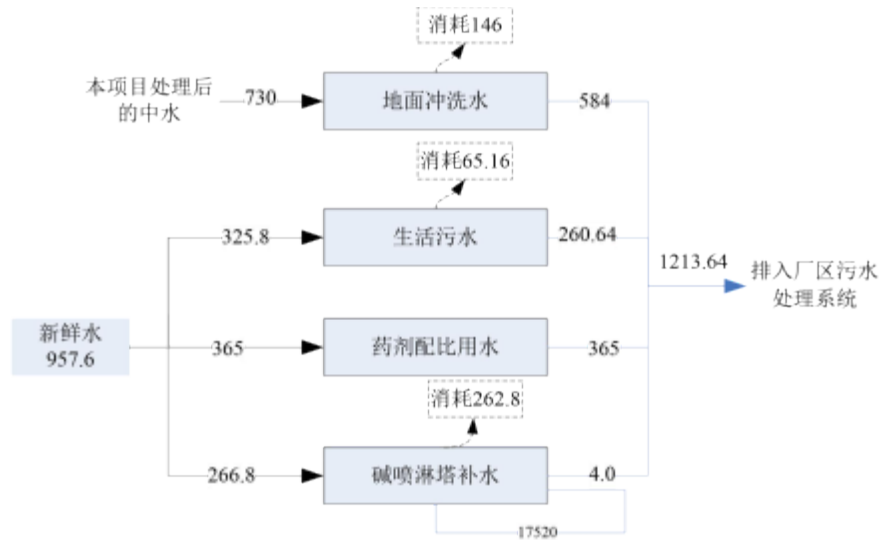 消耗146
本项目处理后
的中水
730
地面冲洗水
584
消耗65.16
325.8
生活污水
260.64
1213.64
排入厂区污水
处理系统
新鲜水
957.6
365
药剂配比用水
365
消耗262.8
266.8
碱喷淋塔补水
4.0
17520